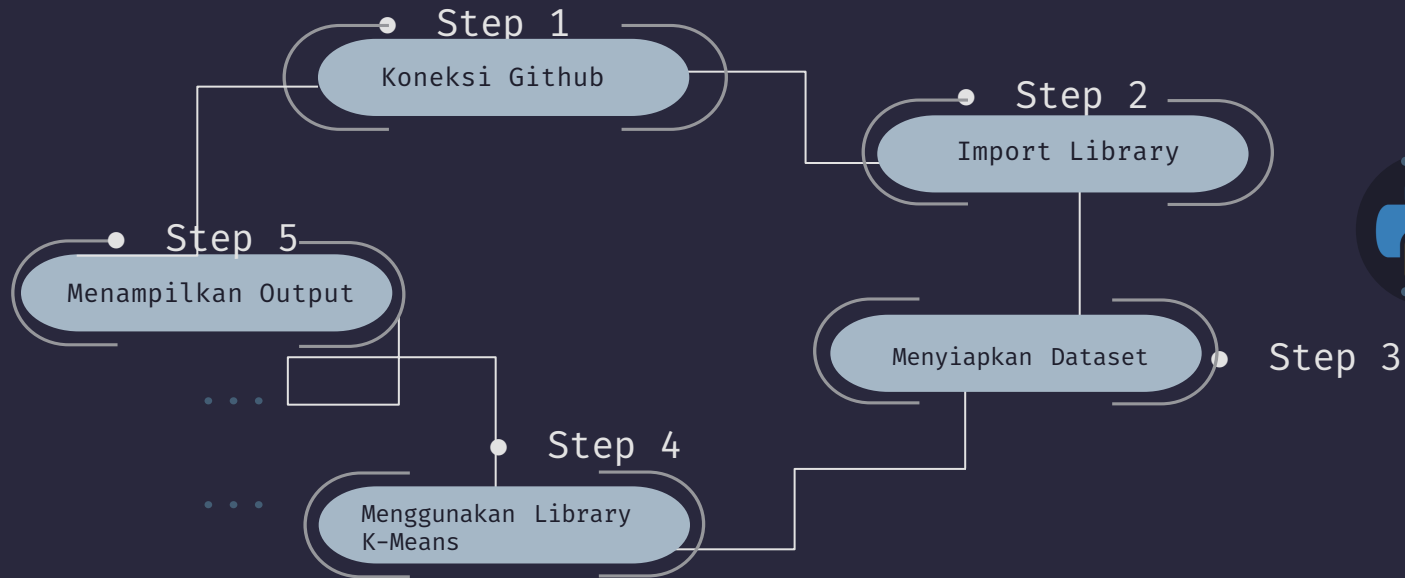 Step 1
Koneksi Github
Step 2
Import Library
Step 3
Menyiapkan Dataset
Step 4
Menggunakan Library
K-Means
Step 5
Menampilkan Output